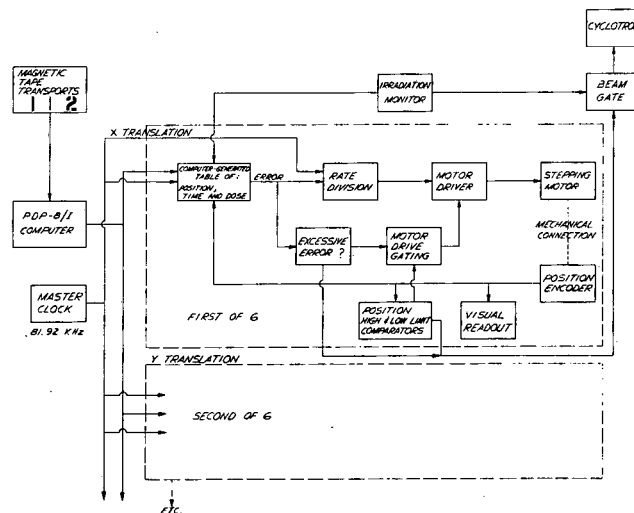 CYCLOTRO
MAGNETIC
TAPE
TRANSPORTS
1 2
IRRADIATION
MONITOR
BEAM
GATE
X TRANSLATION
COMPUTER-GENERATED
TABLE OF:
POSITION,
TIME AND DOSE
ERROR
RATE
DIVISION
MOTOR
DRIVER
STEPPING
MOTOR
PDP-8/I
COMPUTER
EXCESSIVE
ERROR ?
MOTOR
DRIVE
GATING
MECHANICAL
CONNECTION
MASTER
CLOCK
81.92 KHz
FIRST OF 6
POSITION
HIGH & LOW LIMIT
COMPARATORS
VISUAL
READOUT
POSITION
ENCODER
Y TRANSLATION
SECOND OF 6
ETC.